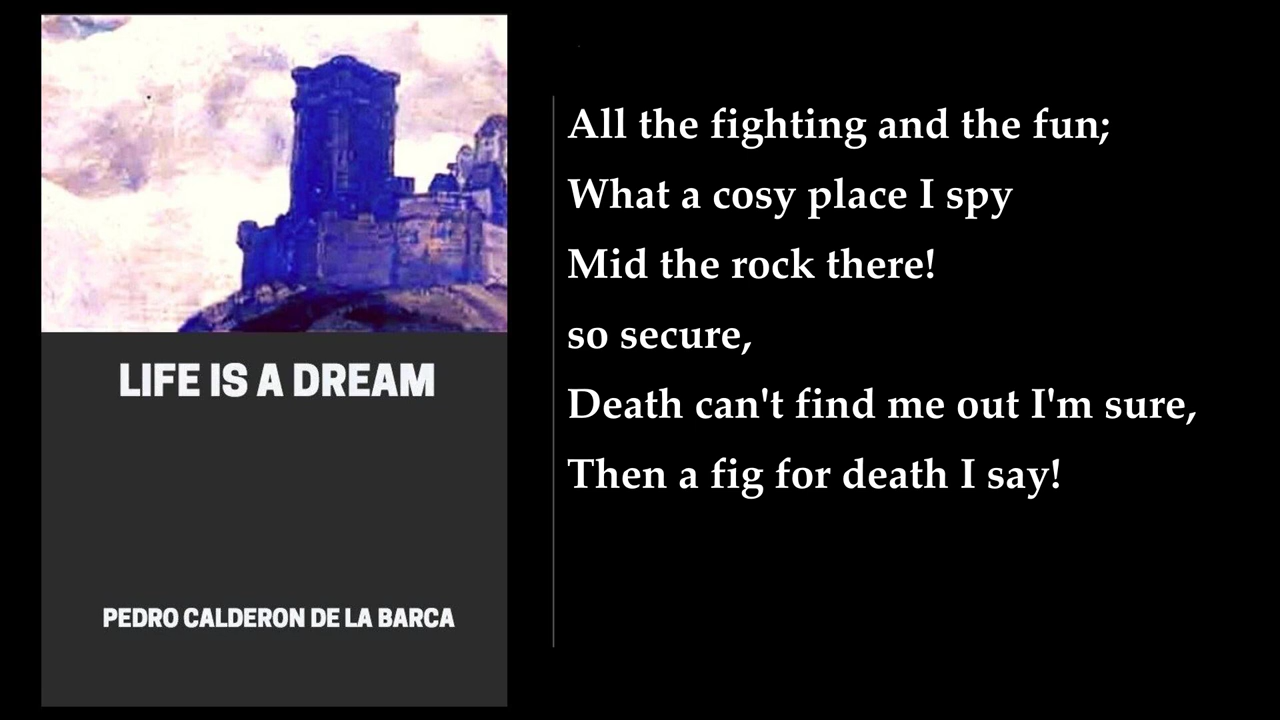 LIFE IS A DREAM
PEDRO CALDERON DE LA BARCA
All the fighting and the fun;
What a cosy place I spy
Mid the rock there!
so secure,
Death can't find me out I'm sure,
Then a fig for death I say!